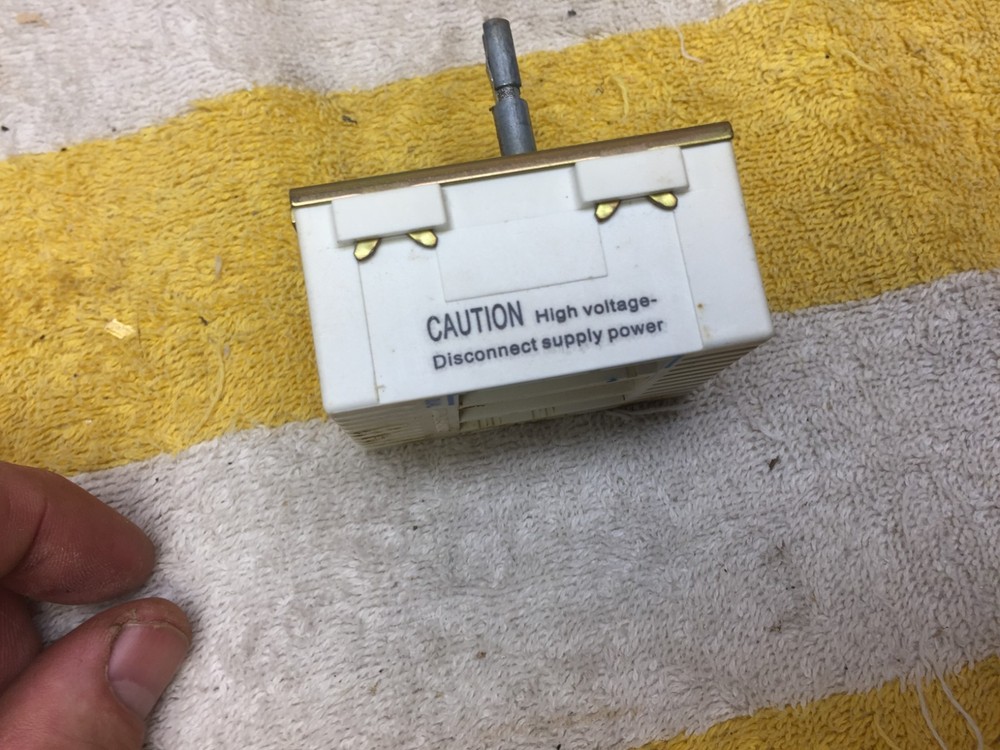 CAUTION High voltage-
Disconnect supply power